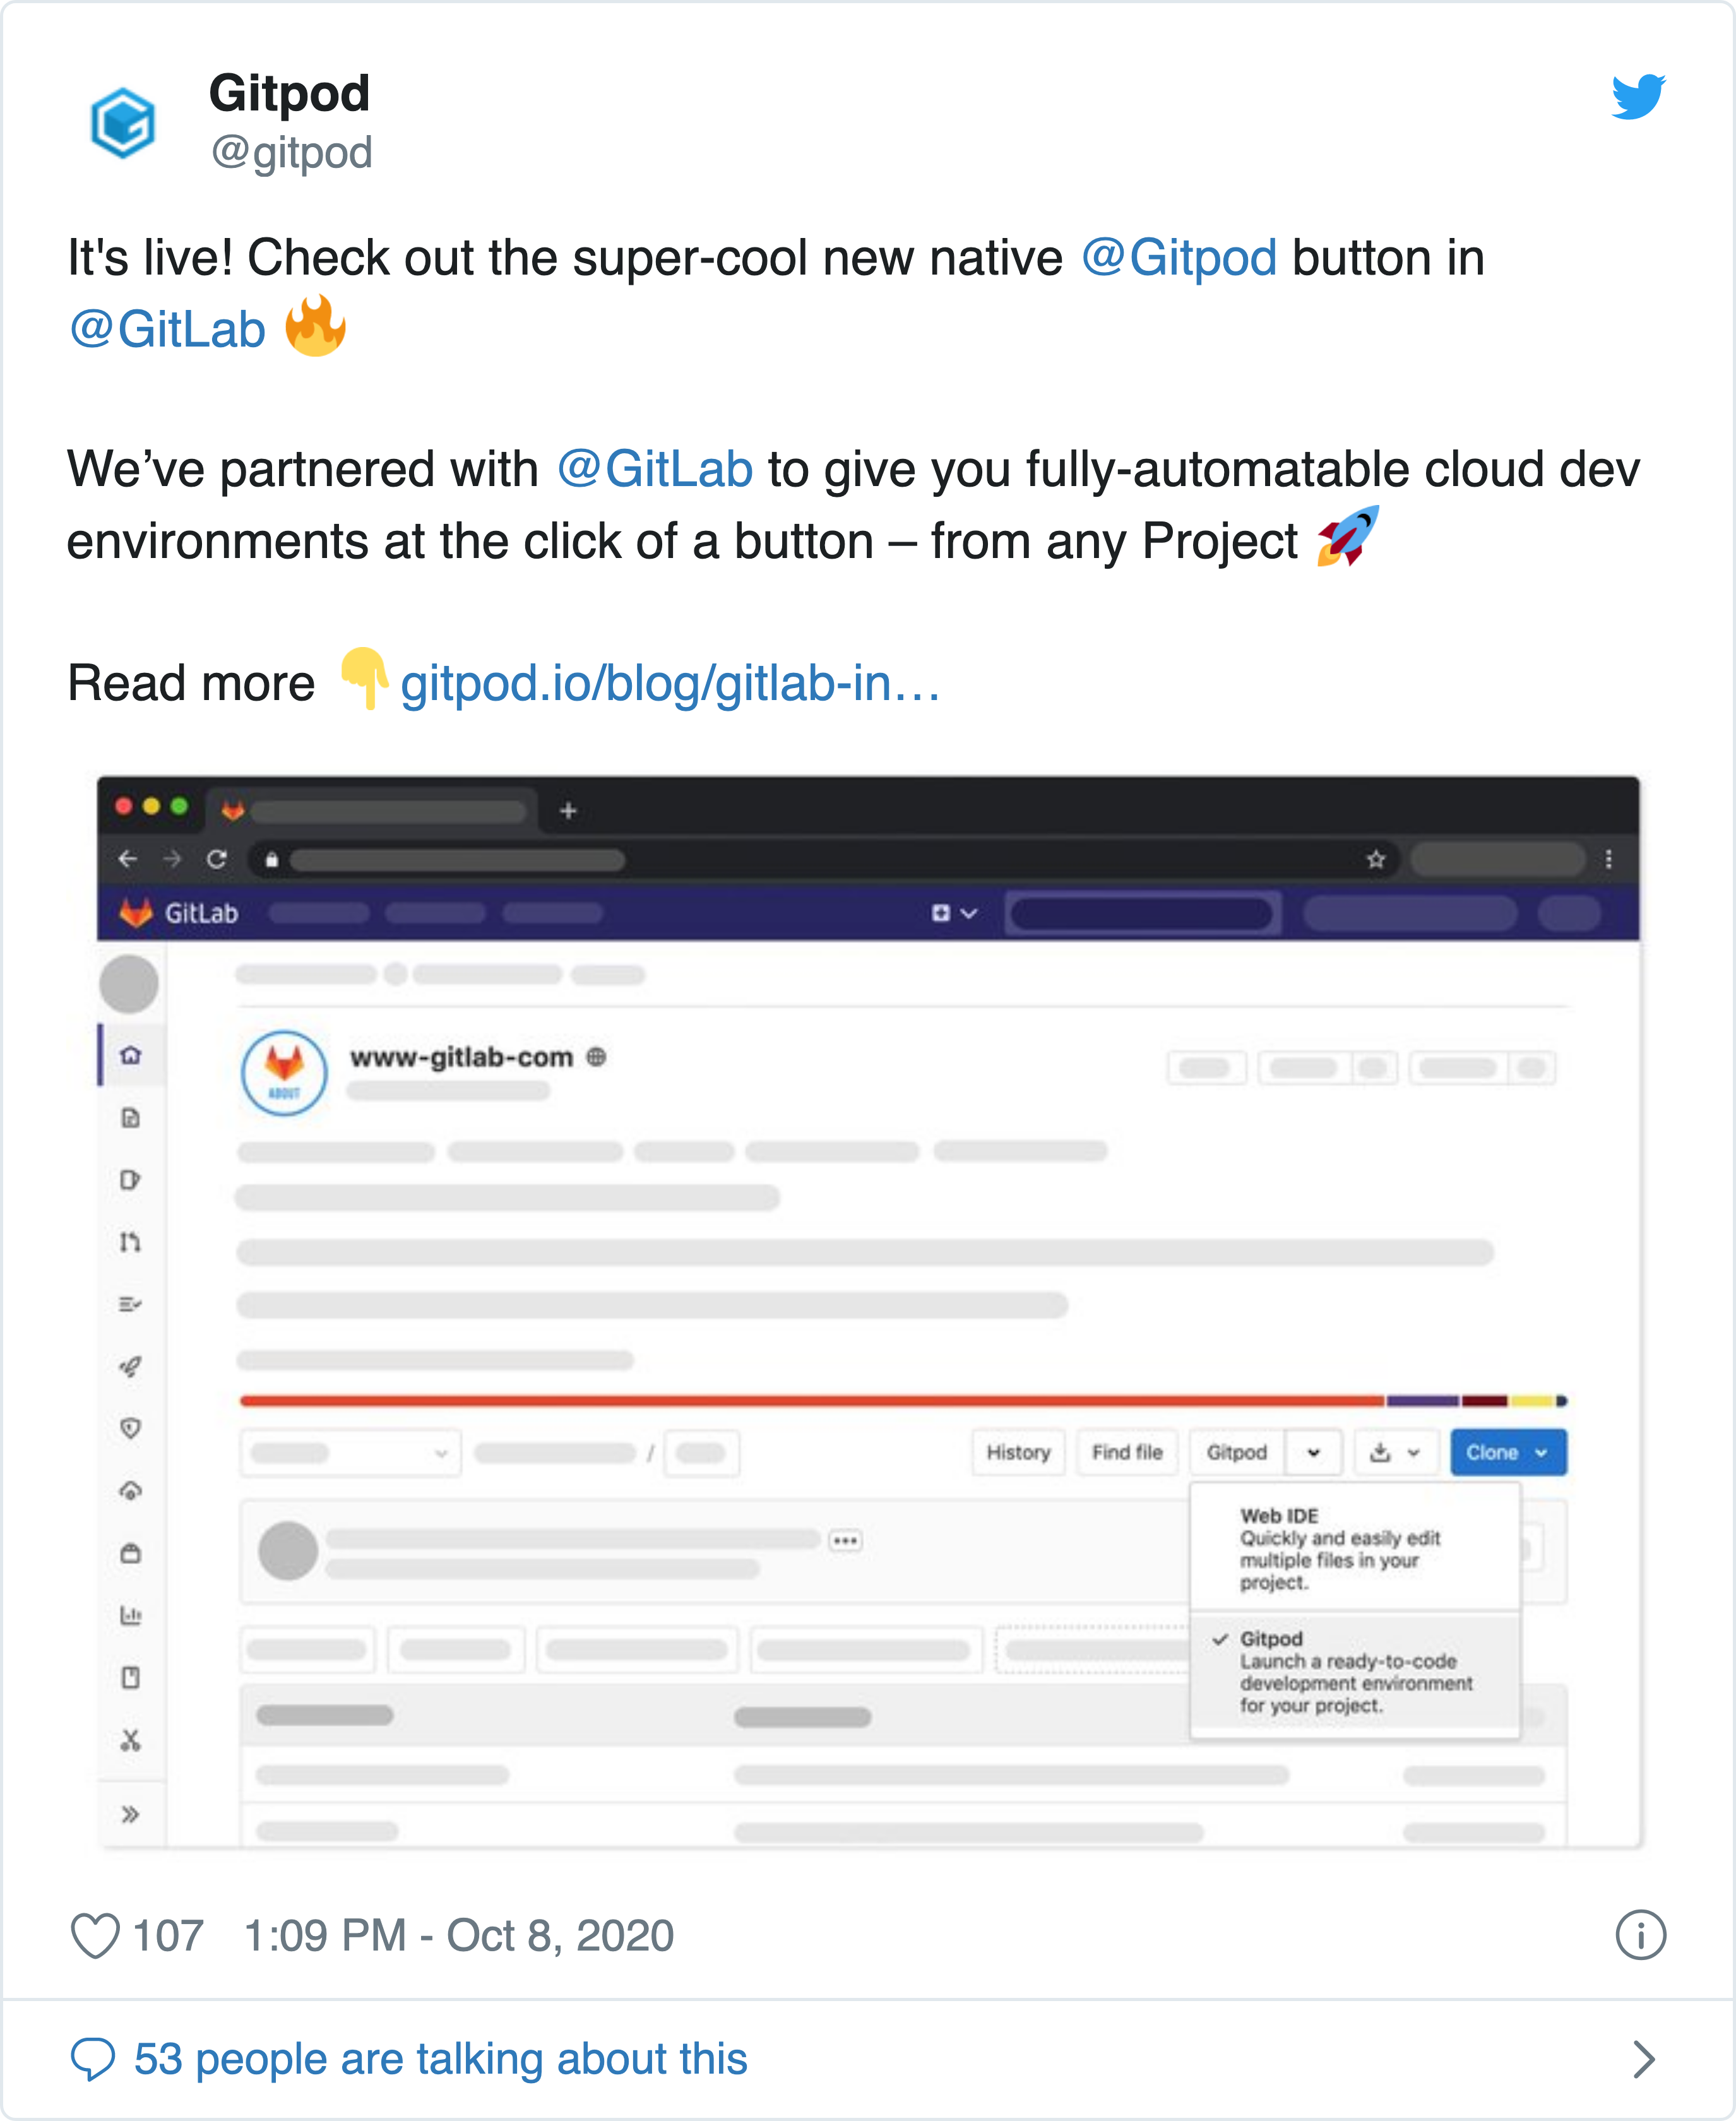 Gitpod
@gitpod
It's live! Check out the super-cool new native @Gitpod button in
@GitLab 🔥
We’ve partnered with @GitLab to give you fully-automatable cloud dev
environments at the click of a button – from any Project 🚀
Read more 👇 gitpod.io/blog/gitlab-in…
GitLab
www-gitlab-com
ABOUT
/
History Find file Gitpod Clone
Web IDE
Quickly and easily edit
multiple files in your
project.
Gitpod
Launch a ready-to-code
development environment
for your project.
107 1:09 PM - Oct 8, 2020
53 people are talking about this